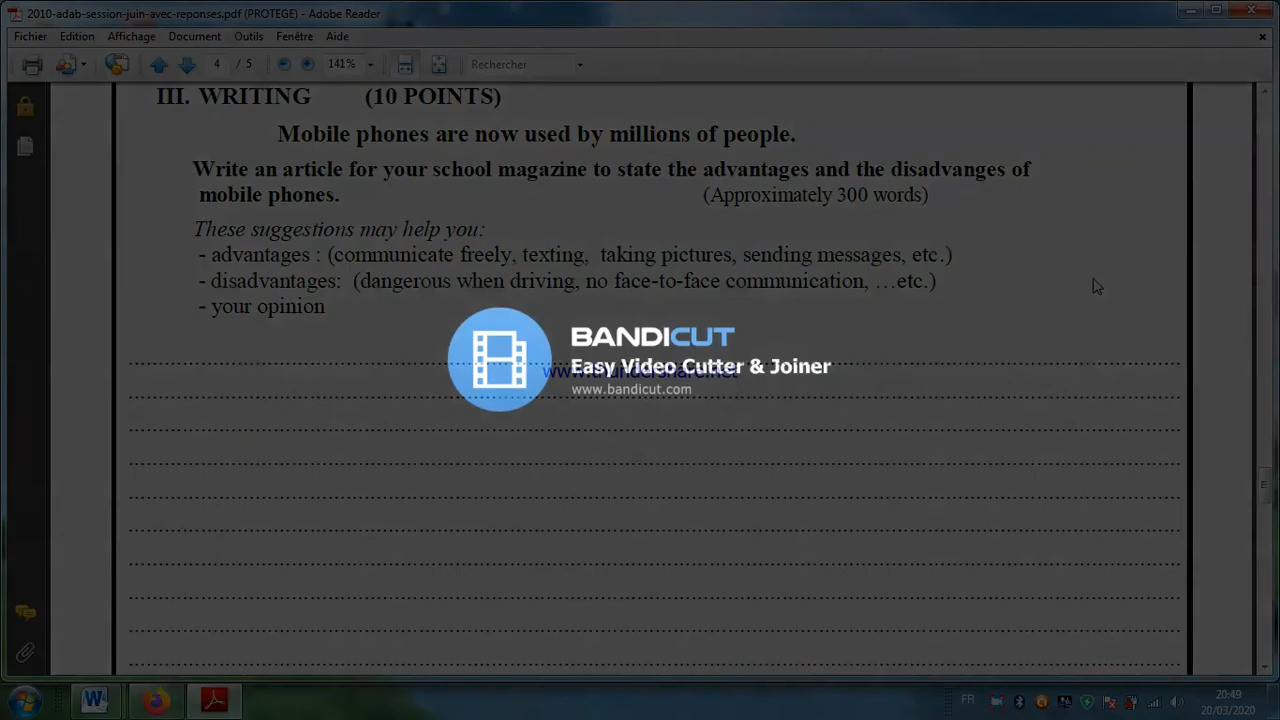 2010-adab-session-juin-avec-reponses.pdf (PROTEGE) - Adobe Reader
Fichier Edition Affichage Document Outils Fenêtre Aide
4 / 5 141% Rechercher
III. WRITING (10 POINTS)
Mobile phones are now used by millions of people.
Write an article for your school magazine to state the advantages and the disadvanges of
mobile phones. (Approximately 300 words)
These suggestions may help you:
- advantages : (communicate freely, texting, taking pictures, sending messages, etc.)
- disadvantages: (dangerous when driving, no face-to-face communication, …etc.)
- your opinion
BANDICUT
Easy Video Cutter & Joiner
www.thundershare.net
www.bandicut.com
FR
20:49
20/03/2020